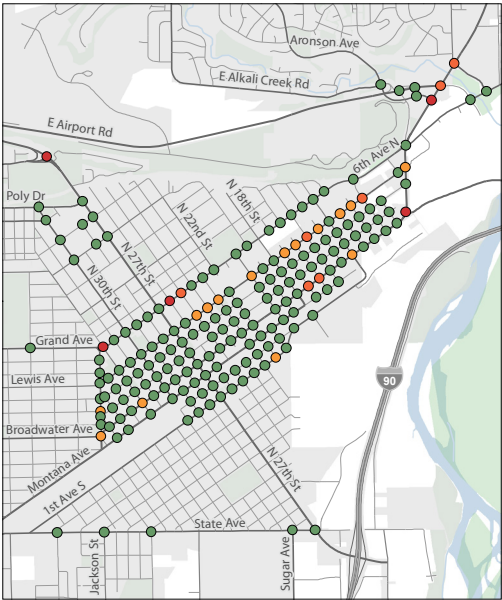 Aronson Ave
E Alkali Creek Rd
E Airport Rd
6th Ave N
Poly Dr
N 18th St
N 22nd St
N 27th St
N 30th St
Grand Ave
Lewis Ave
90
Broadwater Ave
Montana Ave
1st Ave S
N 27th St
State Ave
Jackson St
Sugar Ave